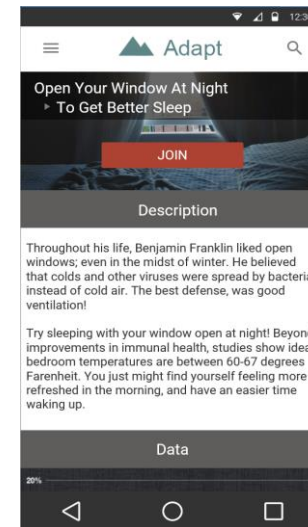 12:30
Adapt
Open Your Window At Night
To Get Better Sleep
JOIN
Description
Throughout his life, Benjamin Franklin liked open
windows; even in the midst of winter. He believed
that colds and other viruses were spread by bacteria
instead of cold air. The best defense, was good
ventilation!
Try sleeping with your window open at night! Beyond
improvements in immunal health, studies show ideal
bedroom temperatures are between 60-67 degrees
Farenheit. You just might find yourself feeling more
refreshed in the morning, and have an easier time
waking up.
Data
20%